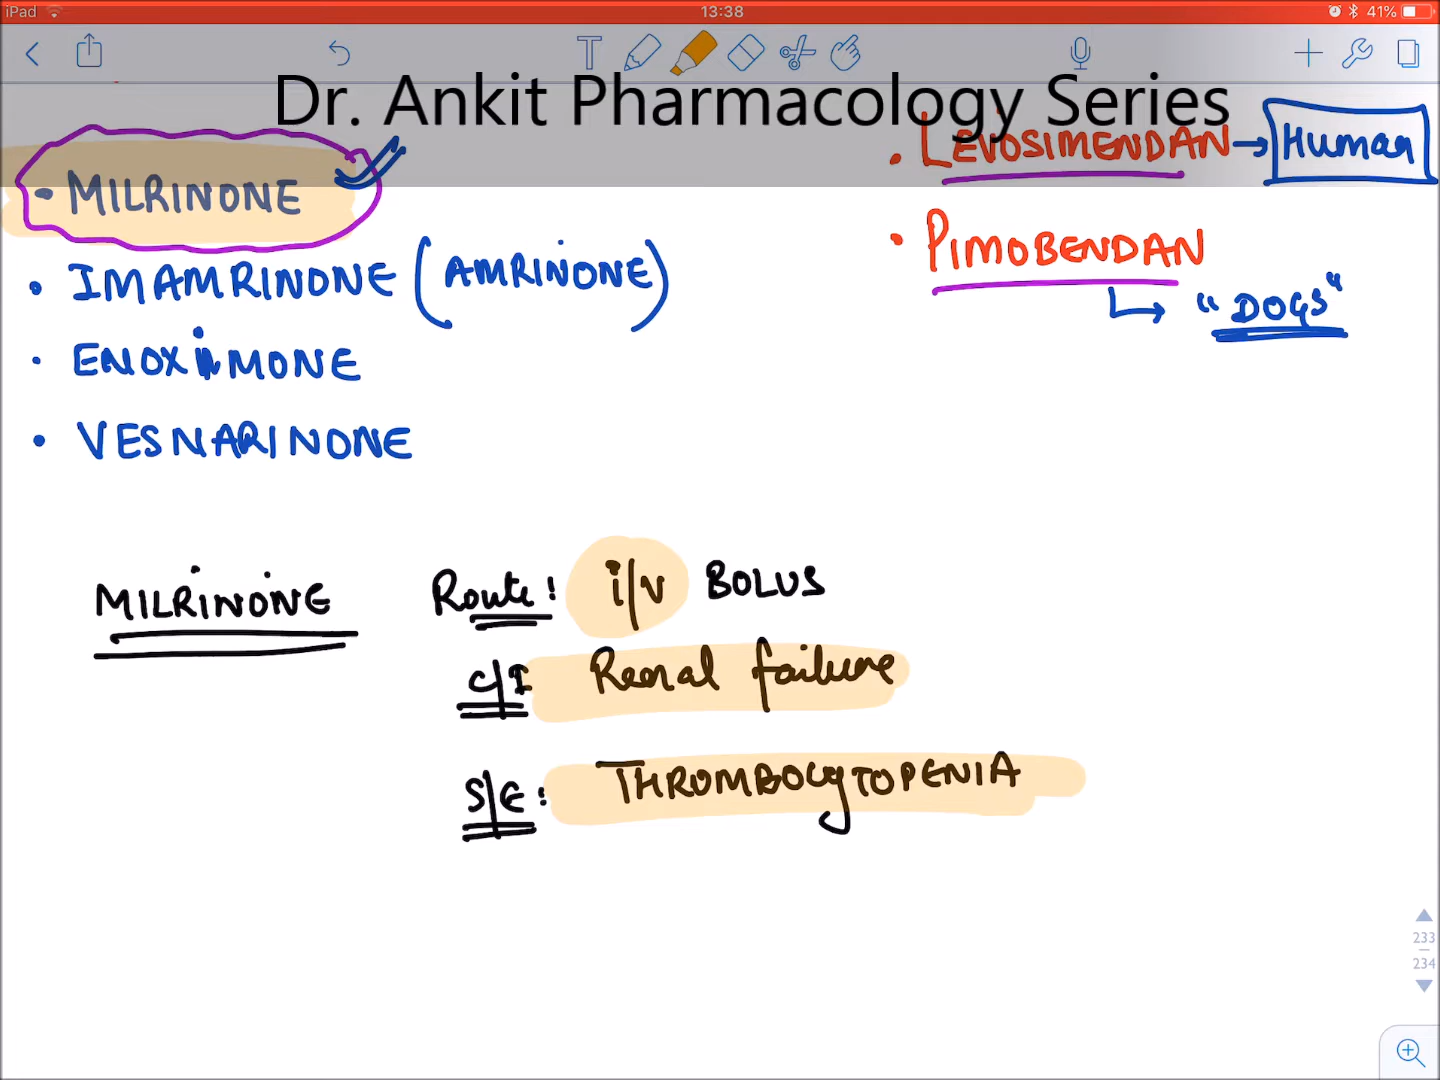 iPad 13:38 41%
Dr. Ankit Pharmacology Series
• MILRINONE
• IMAMRINONE (AMRINONE)
• ENOXIMONE
• VESNARINONE
• LEVOSIMENDAN → Human
• PIMOBENDAN
↳ "DOGS"
MILRINONE Route: i/v BOLUS
C/I Renal failure
S/E: THROMBOCYTOPENIA
233
234